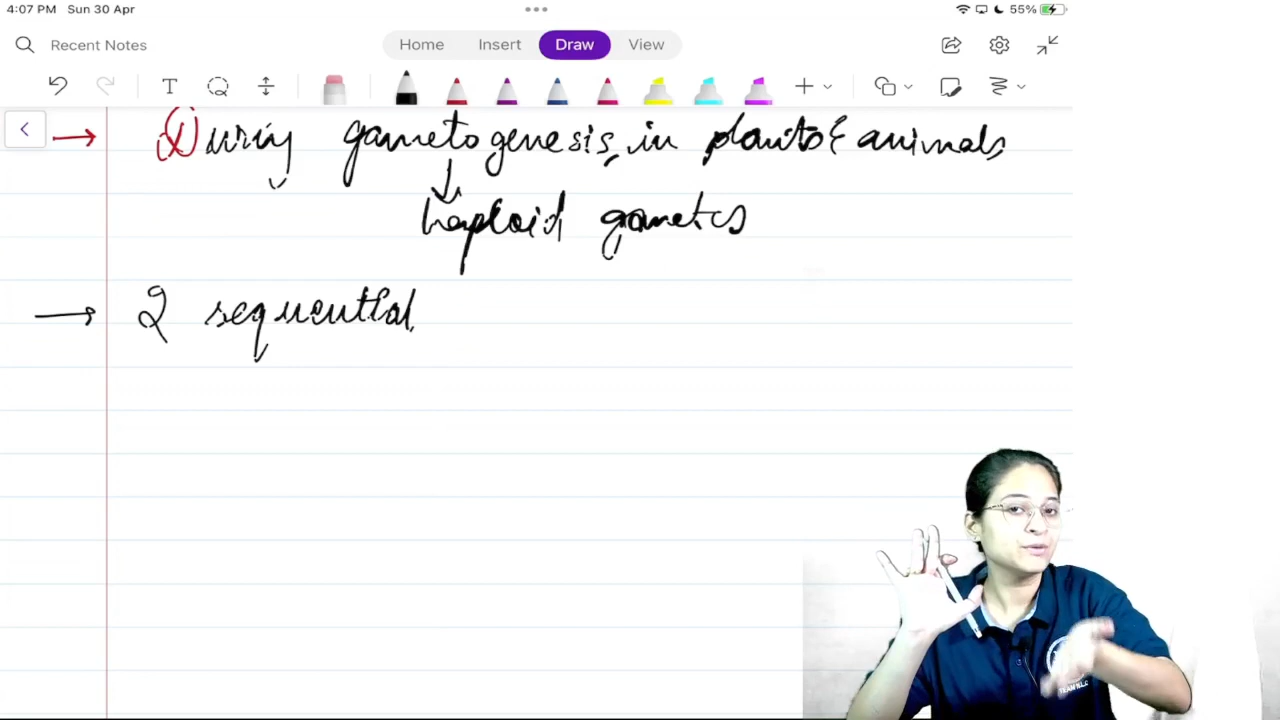 4:07 PM Sun 30 Apr
55%
Recent Notes
Home Insert Draw View
→ During gametogenesis, in plants & animals
↓
haploid gametes
→ 2 sequential
TEAM